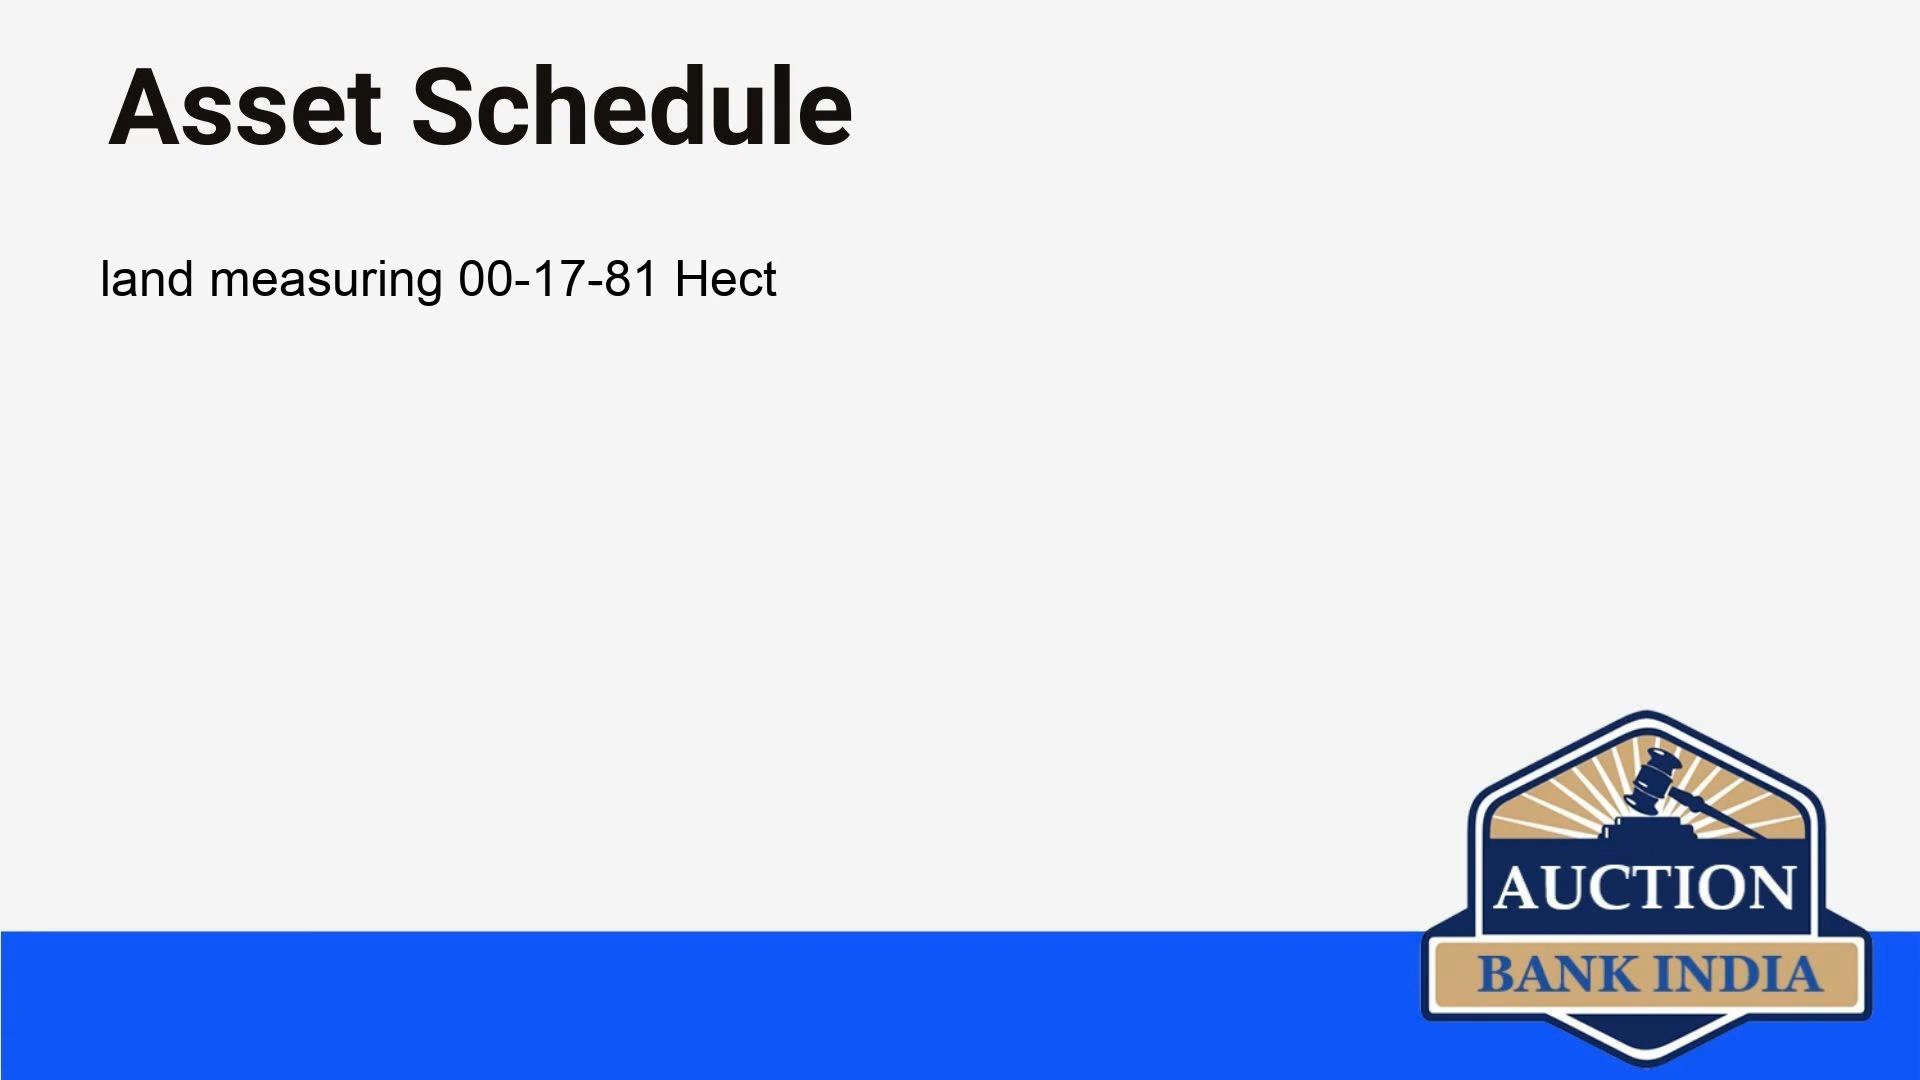 Asset Schedule
land measuring 00-17-81 Hect
AUCTION
BANK INDIA